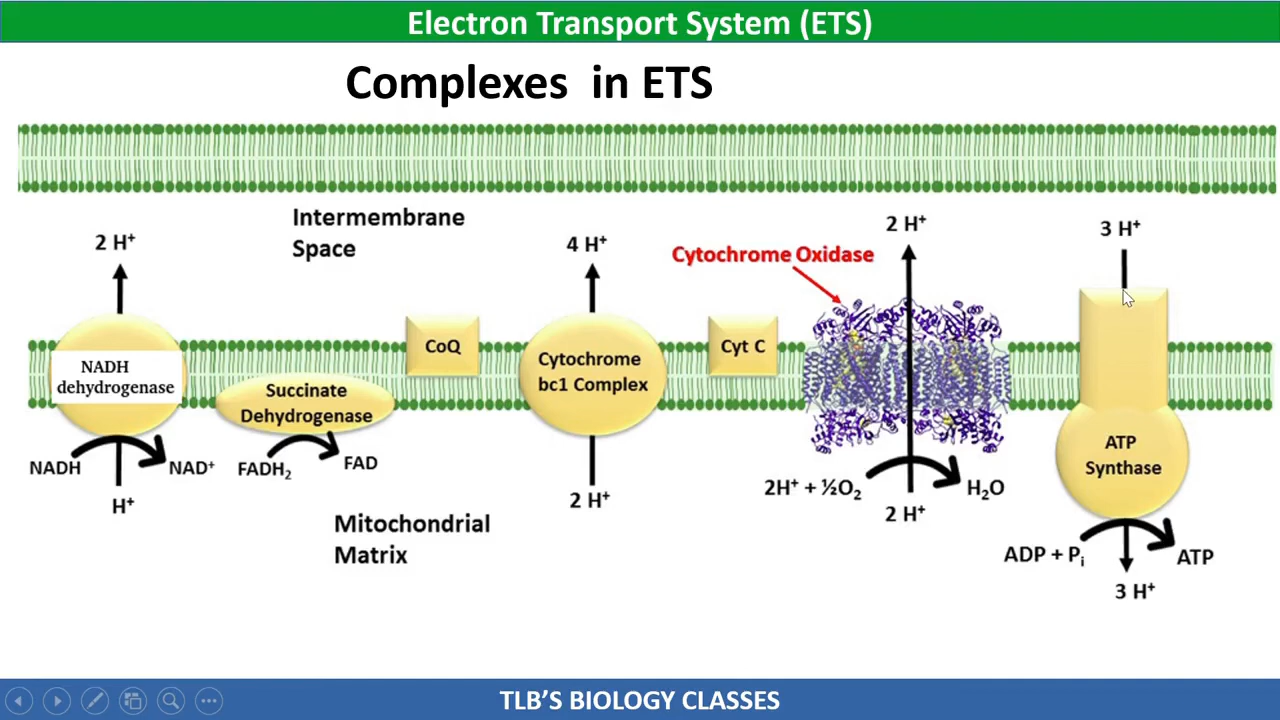 Electron Transport System (ETS)
Complexes in ETS
Intermembrane
Space
2 H⁺
4 H⁺
Cytochrome Oxidase
2 H⁺
3 H⁺
NADH
dehydrogenase
Succinate
Dehydrogenase
CoQ
Cytochrome
bc1 Complex
Cyt C
ATP
Synthase
NADH
NAD⁺
H⁺
FADH₂
FAD
2 H⁺
2H⁺ + ½O₂
H₂O
2 H⁺
Mitochondrial
Matrix
ADP + Pᵢ
ATP
3 H⁺
TLB'S BIOLOGY CLASSES